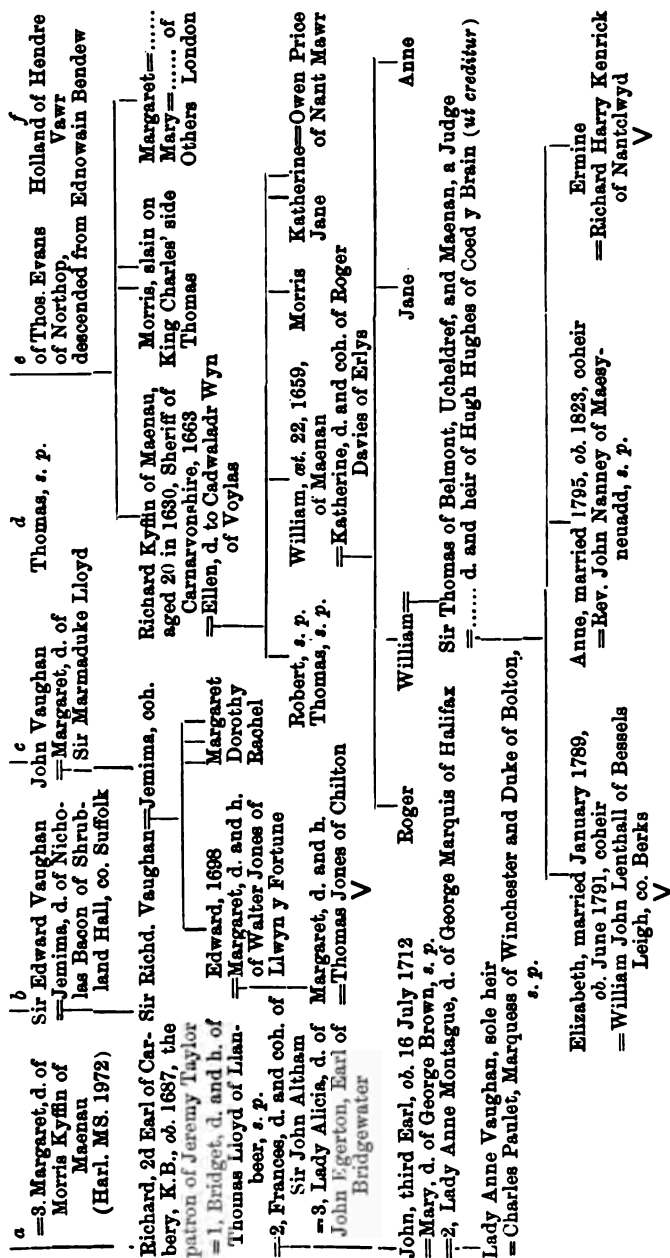 a
=3. Margaret, d. of
Morris Kyffin of
Maenau
(Harl. MS. 1972)
b
Sir Edward Vaughan
=Jemima, d. of Nicho-
las Bacon of Shrub-
land Hall, co. Suffolk
c
John Vaughan
=Margaret, d. of
Sir Marmaduke Lloyd
d
Thomas, s. p.
e
of Thos. Evans
of Northop,
descended from Ednowain Bendew
f
Holland of Hendre
Vawr
Richard, 2d Earl of Car-
bery, K.B., ob. 1687, the
patron of Jeremy Taylor
=1, Bridget, d. and h. of
Thomas Lloyd of Llan-
beer, s. p.
=2, Frances, d. and coh. of
Sir John Altham
=3, Lady Alicia, d. of
John Egerton, Earl of
Bridgewater
Sir Richd. Vaughan=Jemima, coh.
Richard Kyffin of Maenau,
aged 20 in 1630, Sheriff of
Carnarvonshire, 1663
=Ellen, d. to Cadwaladr Wyn
of Voylas
Morris, slain on
King Charles' side
Thomas
Margaret=......
Mary=...... of
Others London
Edward, 1698
=Margaret, d. and h.
of Walter Jones of
Llwyn y Fortune
Margaret
Dorothy
Rachel
Margaret, d. and h.
=Thomas Jones of Chilton
V
Robert, s. p.
Thomas, s. p.
William, æt. 22, 1659,
of Maenan
=Katherine, d. and coh. of Roger
Davies of Erlys
Morris
Katherine=Owen Price
Jane of Nant Mawr
John, third Earl, ob. 16 July 1712
=Mary, d. of George Brown, s. p.
=2, Lady Anne Montague, d. of George Marquis of Halifax
Roger
William=
Jane
Anne
Lady Anne Vaughan, sole heir
=Charles Paulet, Marquess of Winchester and Duke of Bolton,
s. p.
Sir Thomas of Belmont, Ucheldref, and Maenan, a Judge
=...... d. and heir of Hugh Hughes of Coed y Brain (ut creditur)
Elizabeth, married January 1789,
ob. June 1791, coheir
=William John Lenthall of Bessels
Leigh, co. Berks
V
Anne, married 1795, ob. 1823, coheir
=Rev. John Nanney of Maesy-
neuadd, s. p.
Ermine
=Richard Harry Kenrick
of Nantclwyd
V